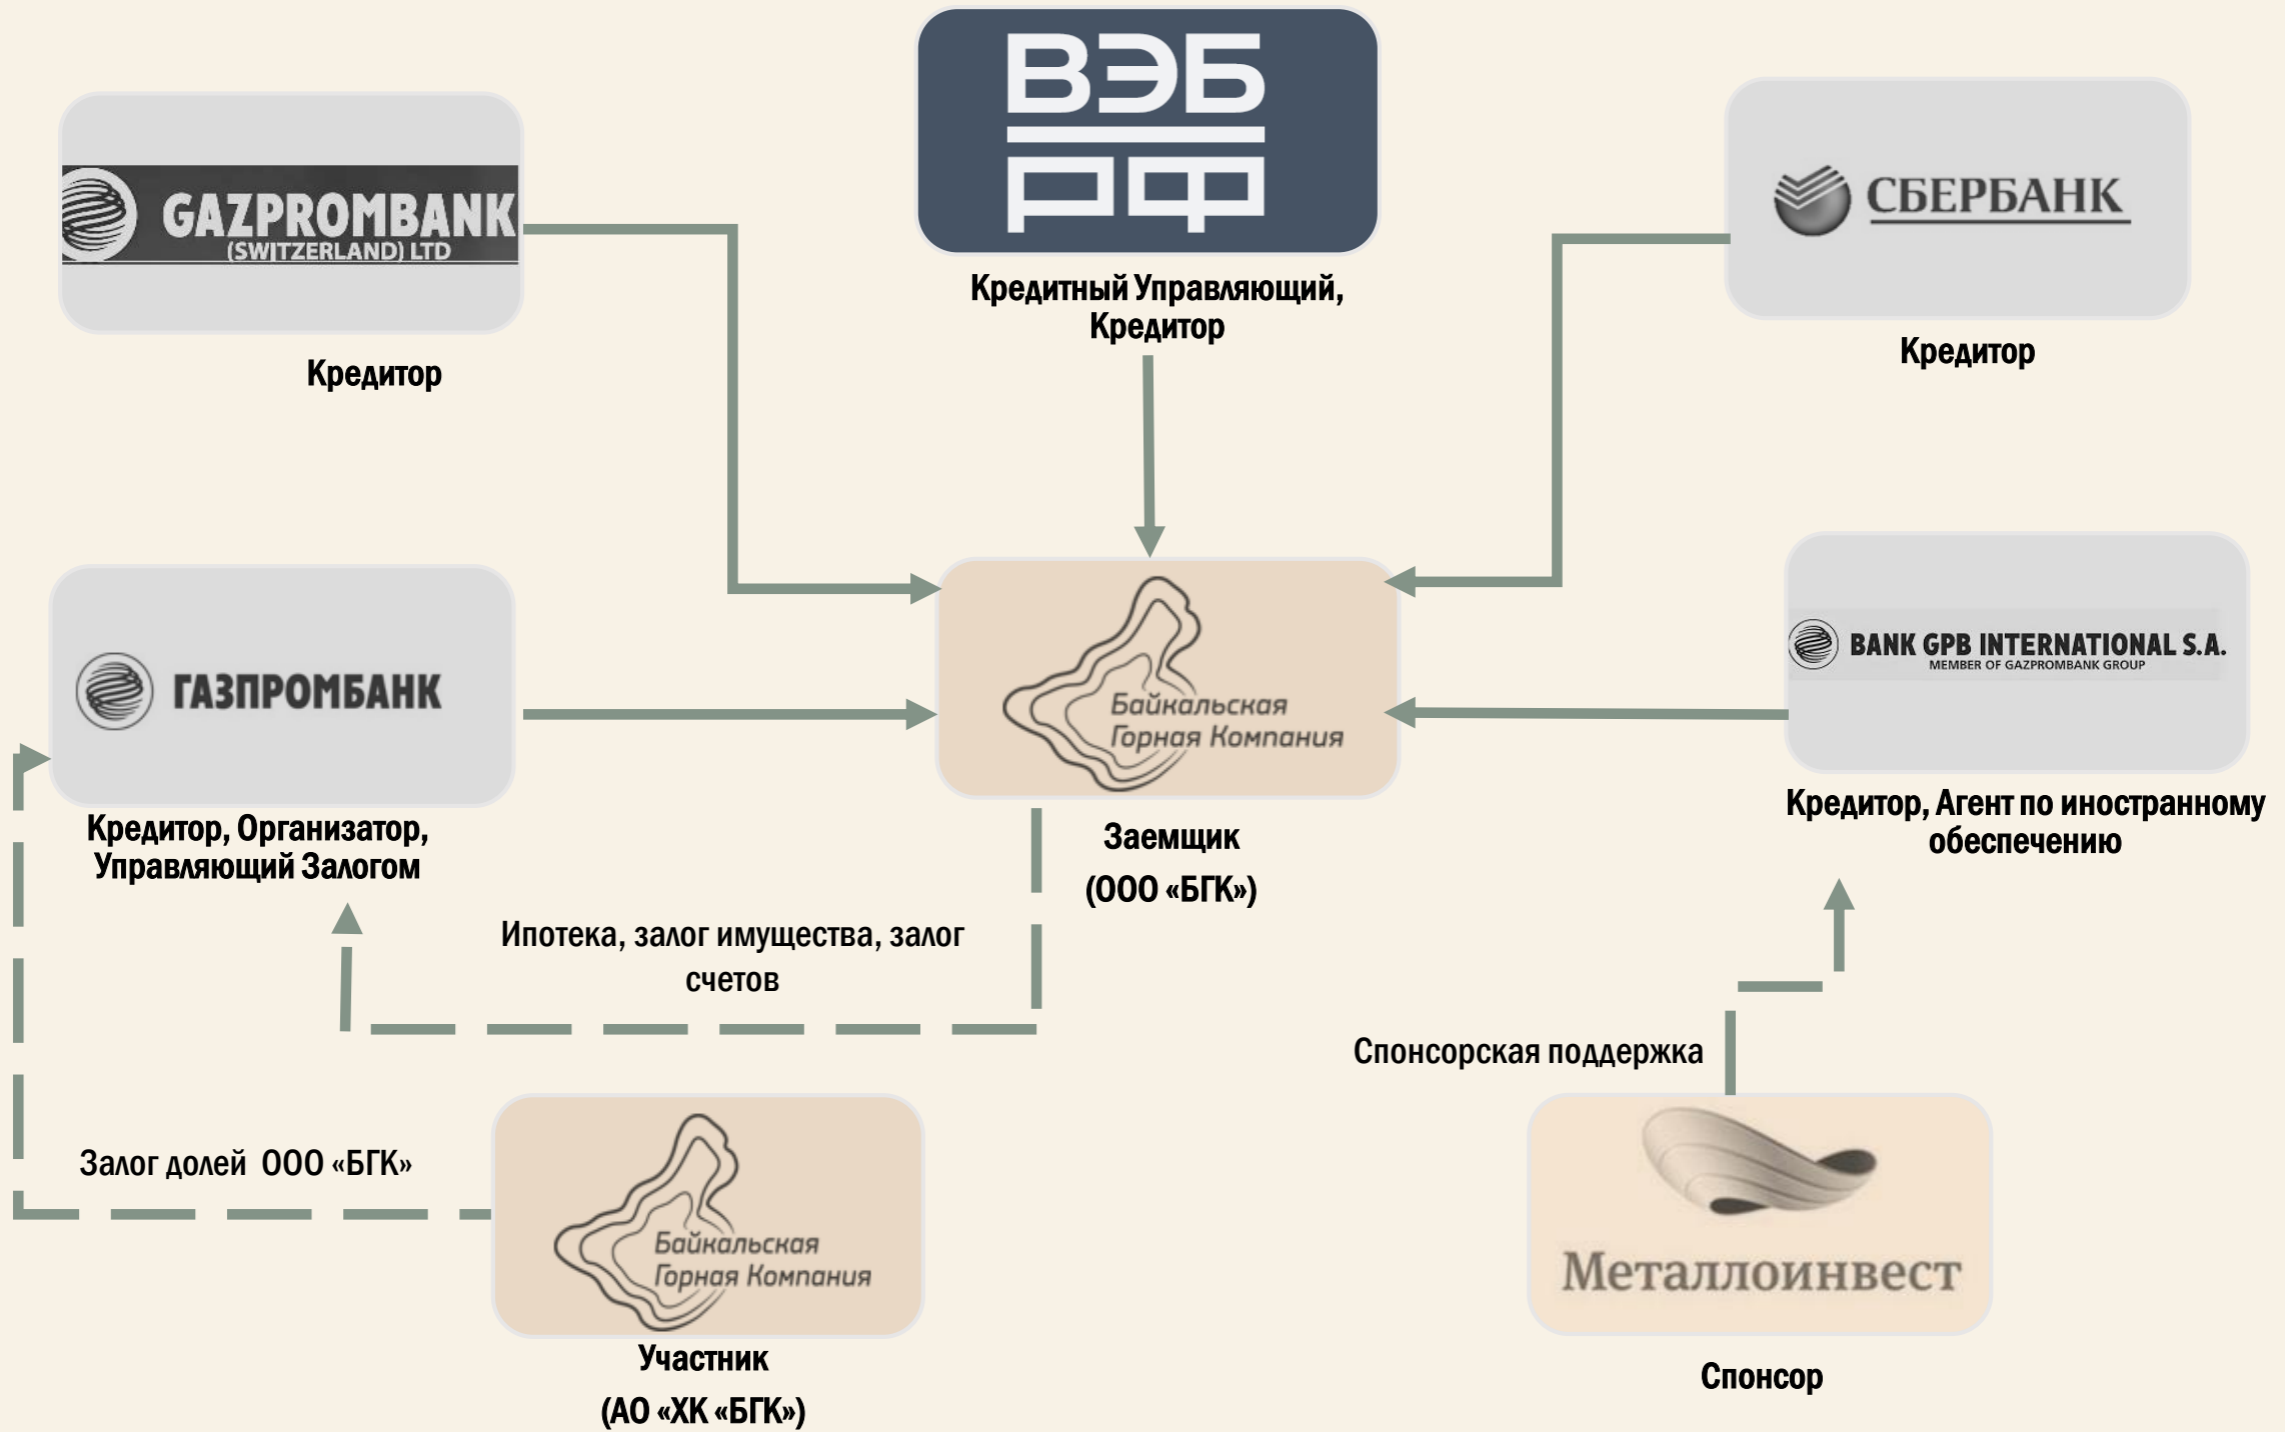 ВЭБ
РФ
Кредитный Управляющий,
Кредитор
GAZPROMBANK
(SWITZERLAND) LTD
Кредитор
СБЕРБАНК
Кредитор
ГАЗПРОМБАНК
Кредитор, Организатор,
Управляющий Залогом
Байкальская
Горная Компания
Заемщик
(ООО «БГК»)
BANK GPB INTERNATIONAL S.A.
MEMBER OF GAZPROMBANK GROUP
Кредитор, Агент по иностранному
обеспечению
Ипотека, залог имущества, залог
счетов
Спонсорская поддержка
Залог долей ООО «БГК»
Байкальская
Горная Компания
Участник
(АО «ХК «БГК»)
Металлоинвест
Спонсор